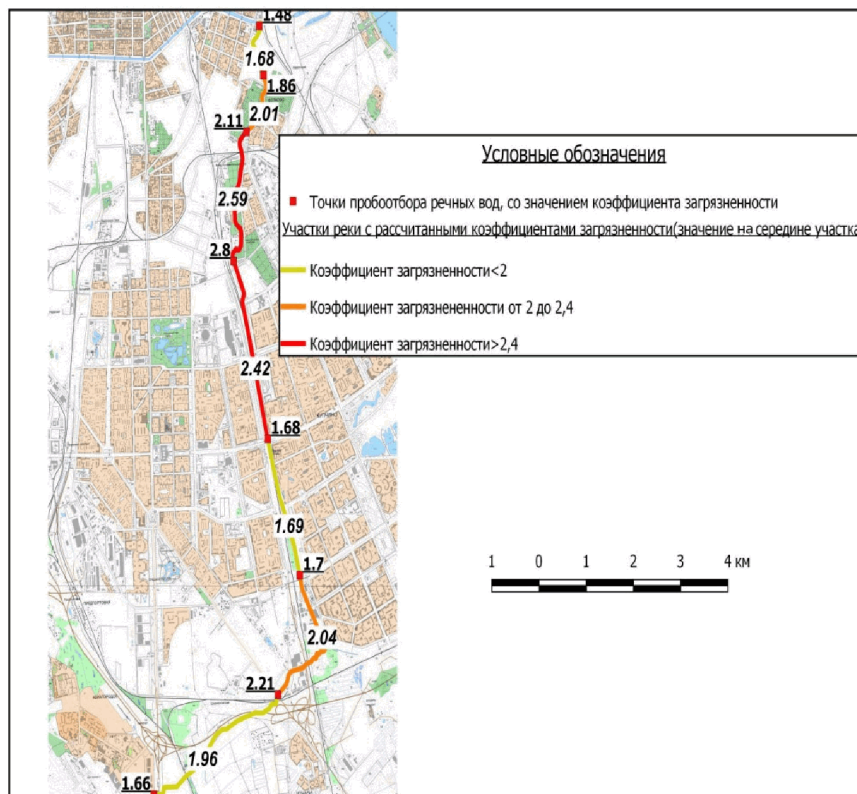 1.48
1.68
1.86
2.01
2.11
Условные обозначения
Точки пробоотбора речных вод, со значением коэффициента загрязненности
Участки реки с рассчитанными коэффициентами загрязненности(значение на середине участка
Коэффициент загрязненности<2
Коэффициент загрязнененности от 2 до 2,4
Коэффициент загрязненности>2,4
2.59
2.8
2.42
1.68
1.69
1.7
1 0 1 2 3 4 км
2.04
2.21
1.96
1.66